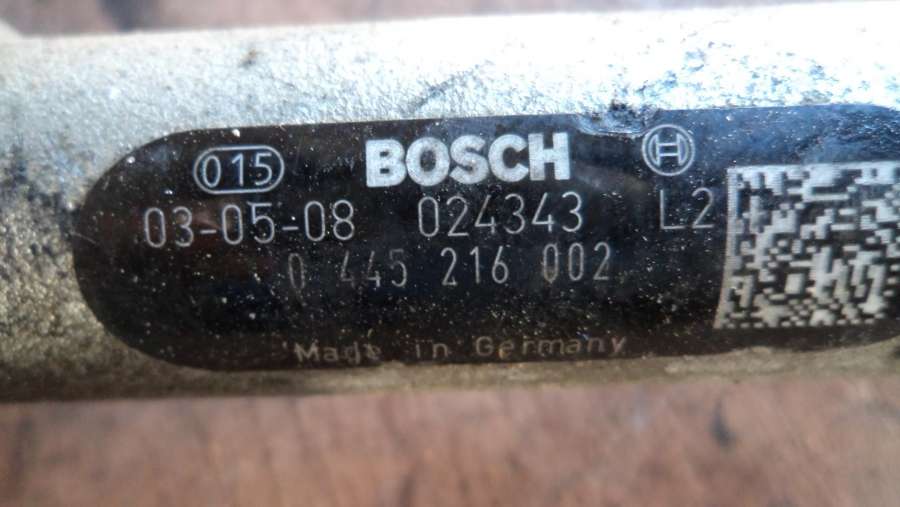 015 BOSCH
03-05-08 024343 L2
0 445 216 002
Made in Germany